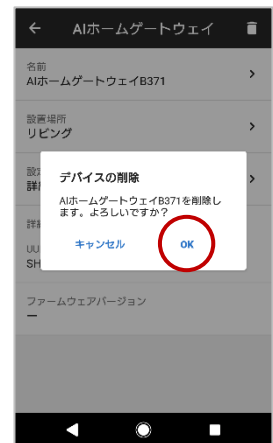 AIホームゲートウェイ
名前
AIホームゲートウェイB371
設置場所
リビング
デバイスの削除
AIホームゲートウェイB371を削除し
ます。よろしいですか？
キャンセル
OK
UU
SH
ファームウェアバージョン
ー